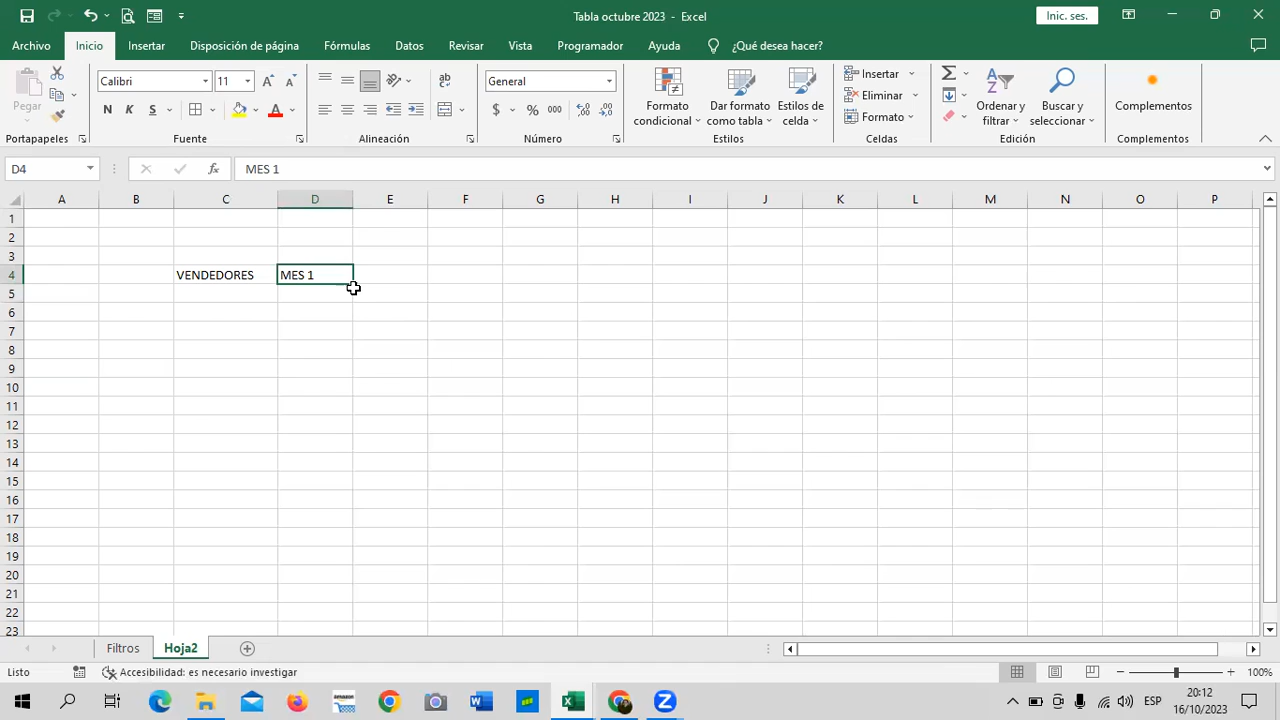 Tabla octubre 2023 - Excel
Inic. ses.
Archivo Inicio Insertar Disposición de página Fórmulas Datos Revisar Vista Programador Ayuda ¿Qué desea hacer?
Pegar
Calibri 11
N K S
General
$ % 000
Formato condicional
Dar formato como tabla
Estilos de celda
Insertar
Eliminar
Formato
Ordenar y filtrar
Buscar y seleccionar
Complementos
Portapapeles Fuente Alineación Número Estilos Celdas Edición Complementos
D4 fx MES 1
A B C D E F G H I J K L M N O P
1
2
3
4 VENDEDORES MES 1
5
6
7
8
9
10
11
12
13
14
15
16
17
18
19
20
21
22
23
Filtros Hoja2
Listo Accesibilidad: es necesario investigar 100%
ESP 20:12
16/10/2023